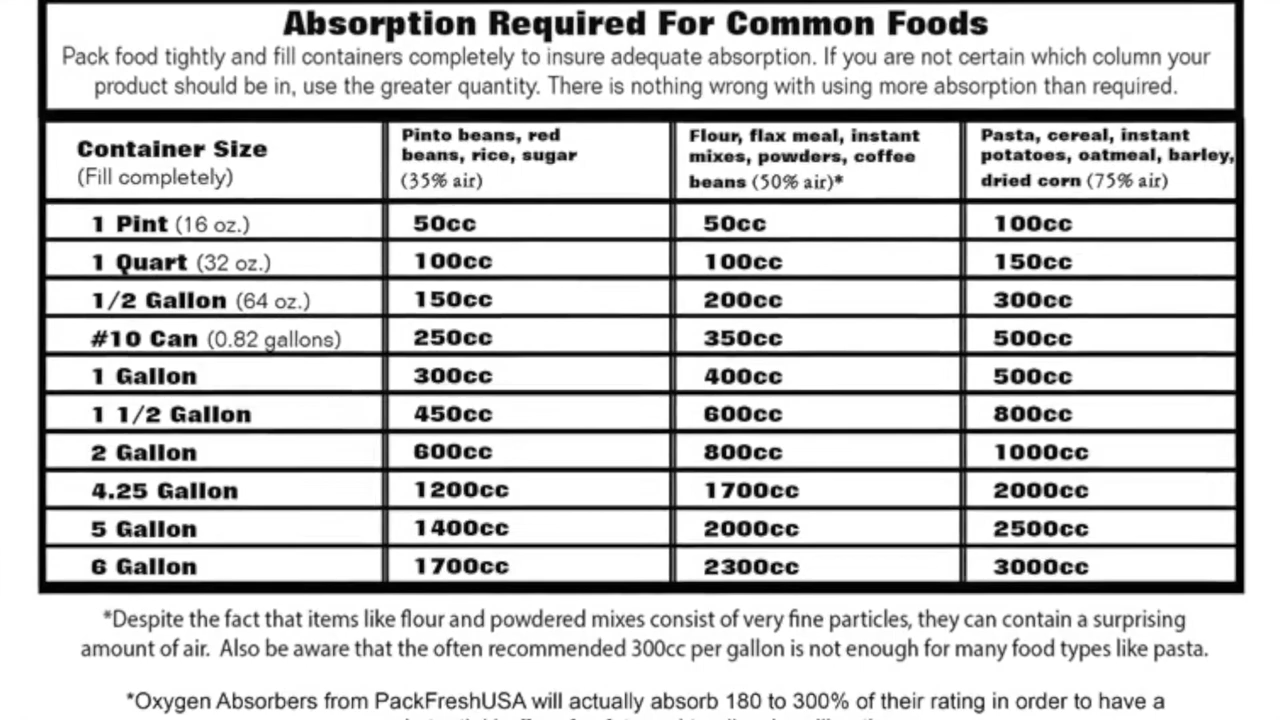 Absorption Required For Common Foods
Pack food tightly and fill containers completely to insure adequate absorption. If you are not certain which column your
product should be in, use the greater quantity. There is nothing wrong with using more absorption than required.
Container Size
(Fill completely)
Pinto beans, red
beans, rice, sugar
(35% air)
Flour, flax meal, instant
mixes, powders, coffee
beans (50% air)*
Pasta, cereal, instant
potatoes, oatmeal, barley,
dried corn (75% air)
1 Pint (16 oz.) 50cc 50cc 100cc
1 Quart (32 oz.) 100cc 100cc 150cc
1/2 Gallon (64 oz.) 150cc 200cc 300cc
#10 Can (0.82 gallons) 250cc 350cc 500cc
1 Gallon 300cc 400cc 500cc
1 1/2 Gallon 450cc 600cc 800cc
2 Gallon 600cc 800cc 1000cc
4.25 Gallon 1200cc 1700cc 2000cc
5 Gallon 1400cc 2000cc 2500cc
6 Gallon 1700cc 2300cc 3000cc
*Despite the fact that items like flour and powdered mixes consist of very fine particles, they can contain a surprising
amount of air. Also be aware that the often recommended 300cc per gallon is not enough for many food types like pasta.
*Oxygen Absorbers from PackFreshUSA will actually absorb 180 to 300% of their rating in order to have a